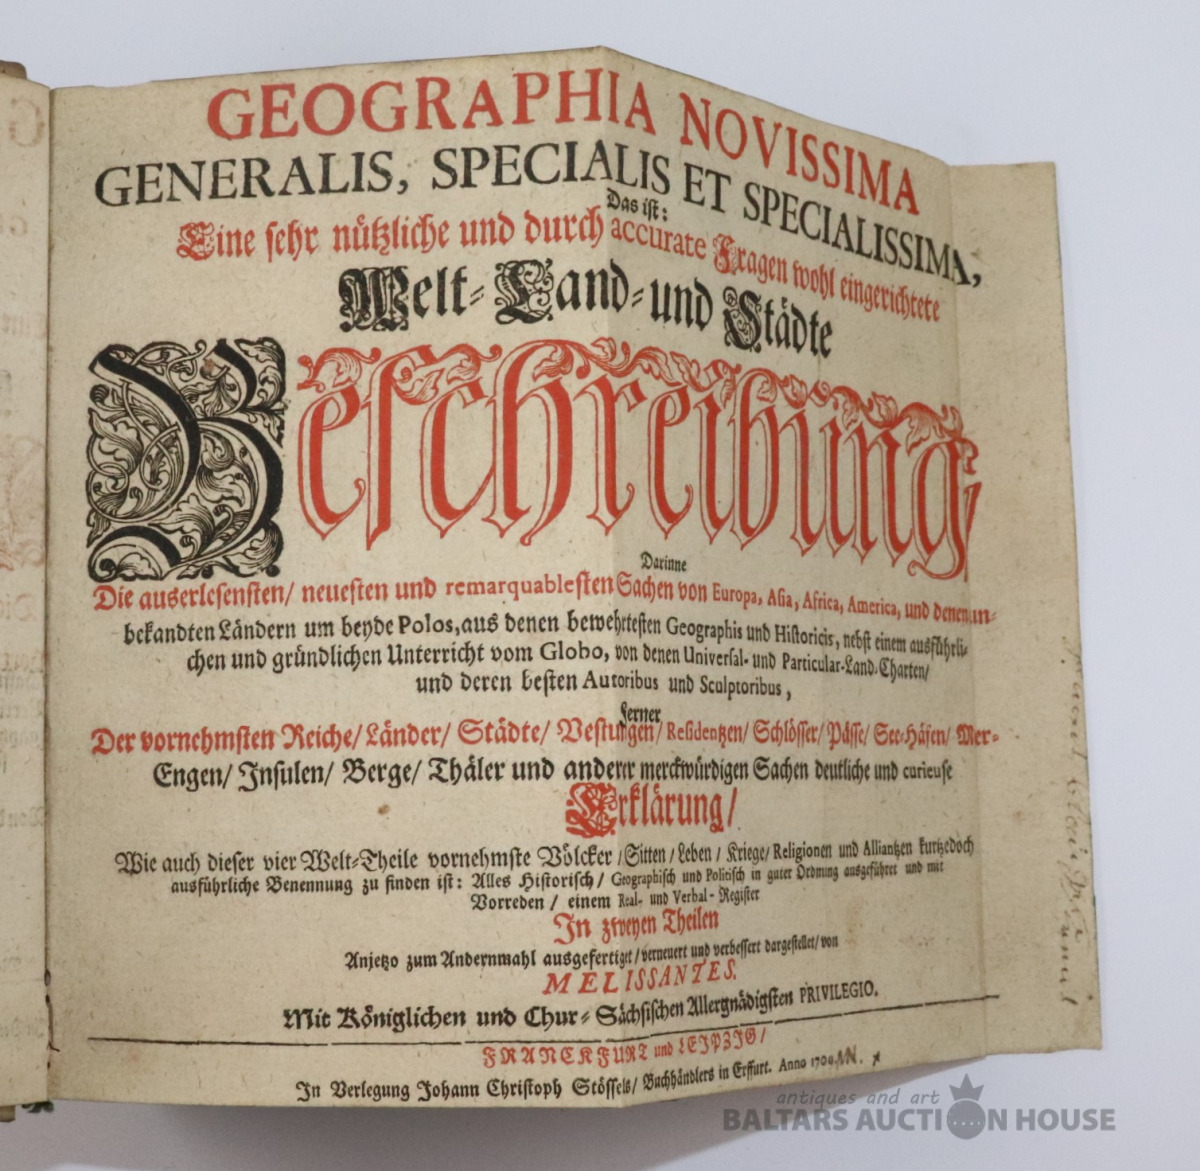 GEOGRAPHIA NOVISSIMA
GENERALIS, SPECIALIS ET SPECIALISSIMA,
Das ist:
Eine sehr nützliche und durch accurate Fragen wohl eingerichtete
Welt- Land- und Städte
Beschreibung/
Darinne
Die auserlesensten/ neuesten und remarquablesten Sachen von Europa, Asia, Africa, America, und denen un-
bekandten Ländern um beyde Polos, aus denen bewehrtesten Geographis und Historicis, nebst einem ausführli-
chen und gründlichen Unterricht vom Globo, von denen Universal- und Particular-Land-Charten/
und deren besten Autoribus und Sculptoribus,
ferner
Der vornehmsten Reiche/ Länder/ Städte/ Vestungen/ Residentzen/ Schlösser/ Pässe/ See-Häfen/ Mer-
Engen/ Insulen/ Berge/ Thäler und anderer merckwürdigen Sachen deutliche und curieuse
Erklärung/
Wie auch dieser vier Welt-Theile vornehmste Völcker / Sitten / Leben / Kriege/ Religionen und Alliantzen kurtzedoch
ausführliche Benennung zu finden ist: Alles Historisch/ Geographisch und Politisch in guter Ordnung ausgeführet und mit
Vorreden / einem Real- und Verbal-Register
In zweyen Theilen
Anjetzo zum Andernmahl ausgefertiget/ verneuert und verbessert dargestellet/ von
MELISSANTES.
Mit Königlichen und Chur-Sächsischen Allergnädigsten PRIVILEGIO.
FRANCKFURT und LEIPZIG/
In Verlegung Johann Christoph Stössels/ Buchhändlers in Erffurt. Anno
antiques and art
BALTARS AUCTION HOUSE